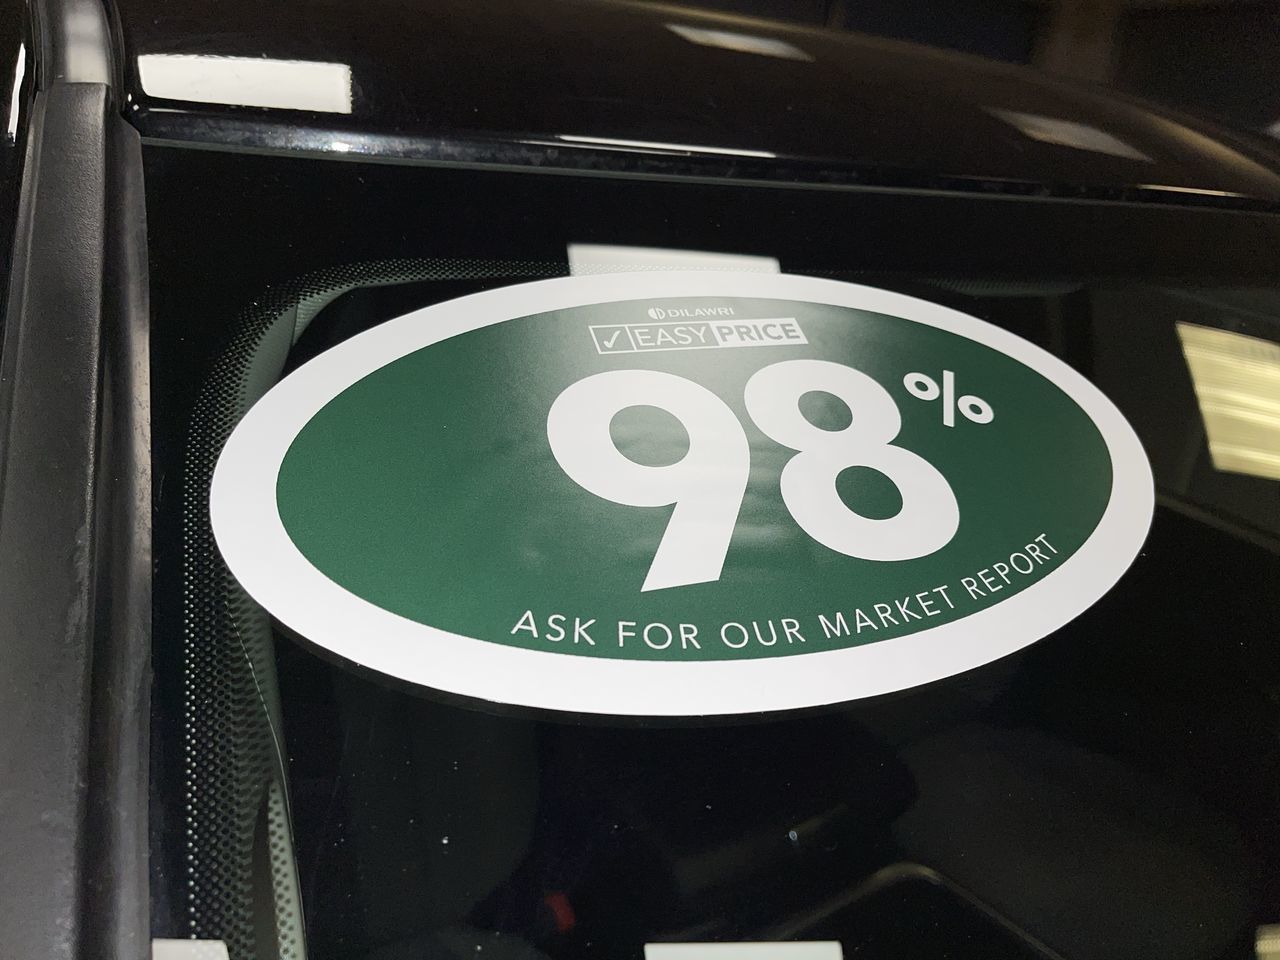 DILAWRI
EASY PRICE
98%
ASK FOR OUR MARKET REPORT